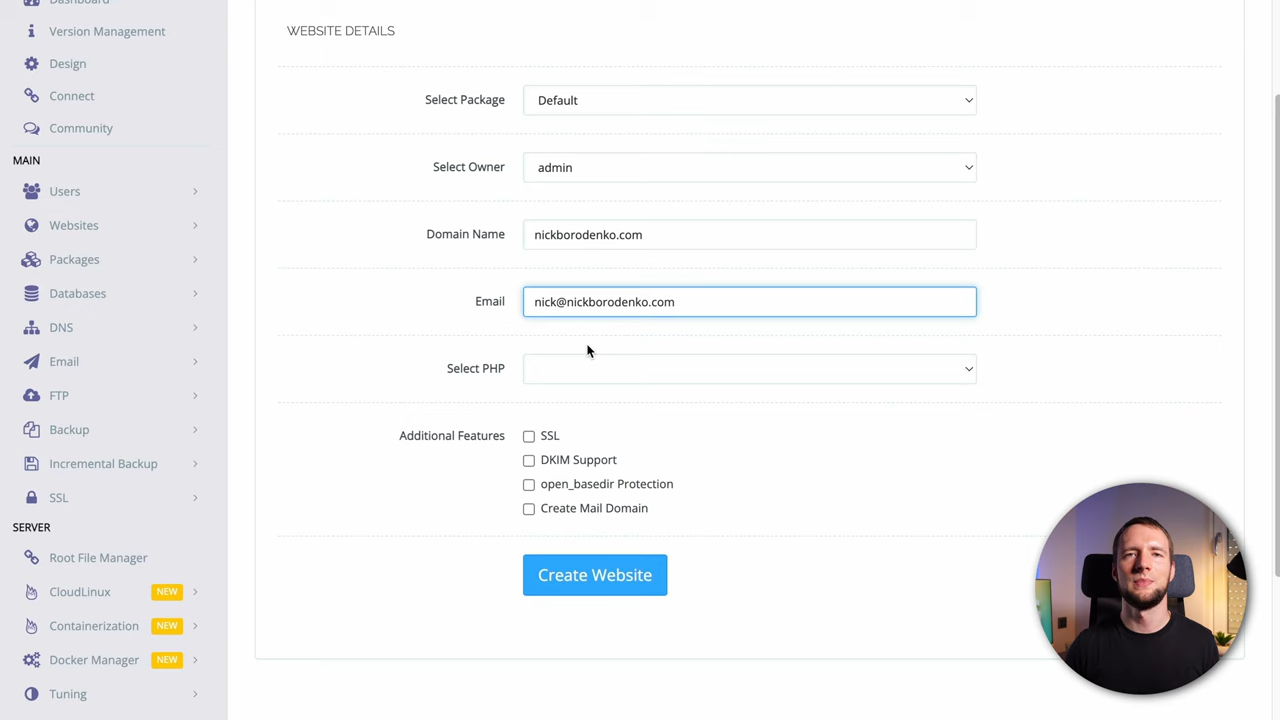 Dashboard
Version Management
Design
Connect
Community
MAIN
Users
Websites
Packages
Databases
DNS
Email
FTP
Backup
Incremental Backup
SSL
SERVER
Root File Manager
CloudLinux NEW
Containerization NEW
Docker Manager NEW
Tuning
WEBSITE DETAILS
Select Package Default
Select Owner admin
Domain Name nickborodenko.com
Email nick@nickborodenko.com
Select PHP
Additional Features SSL
DKIM Support
open_basedir Protection
Create Mail Domain
Create Website